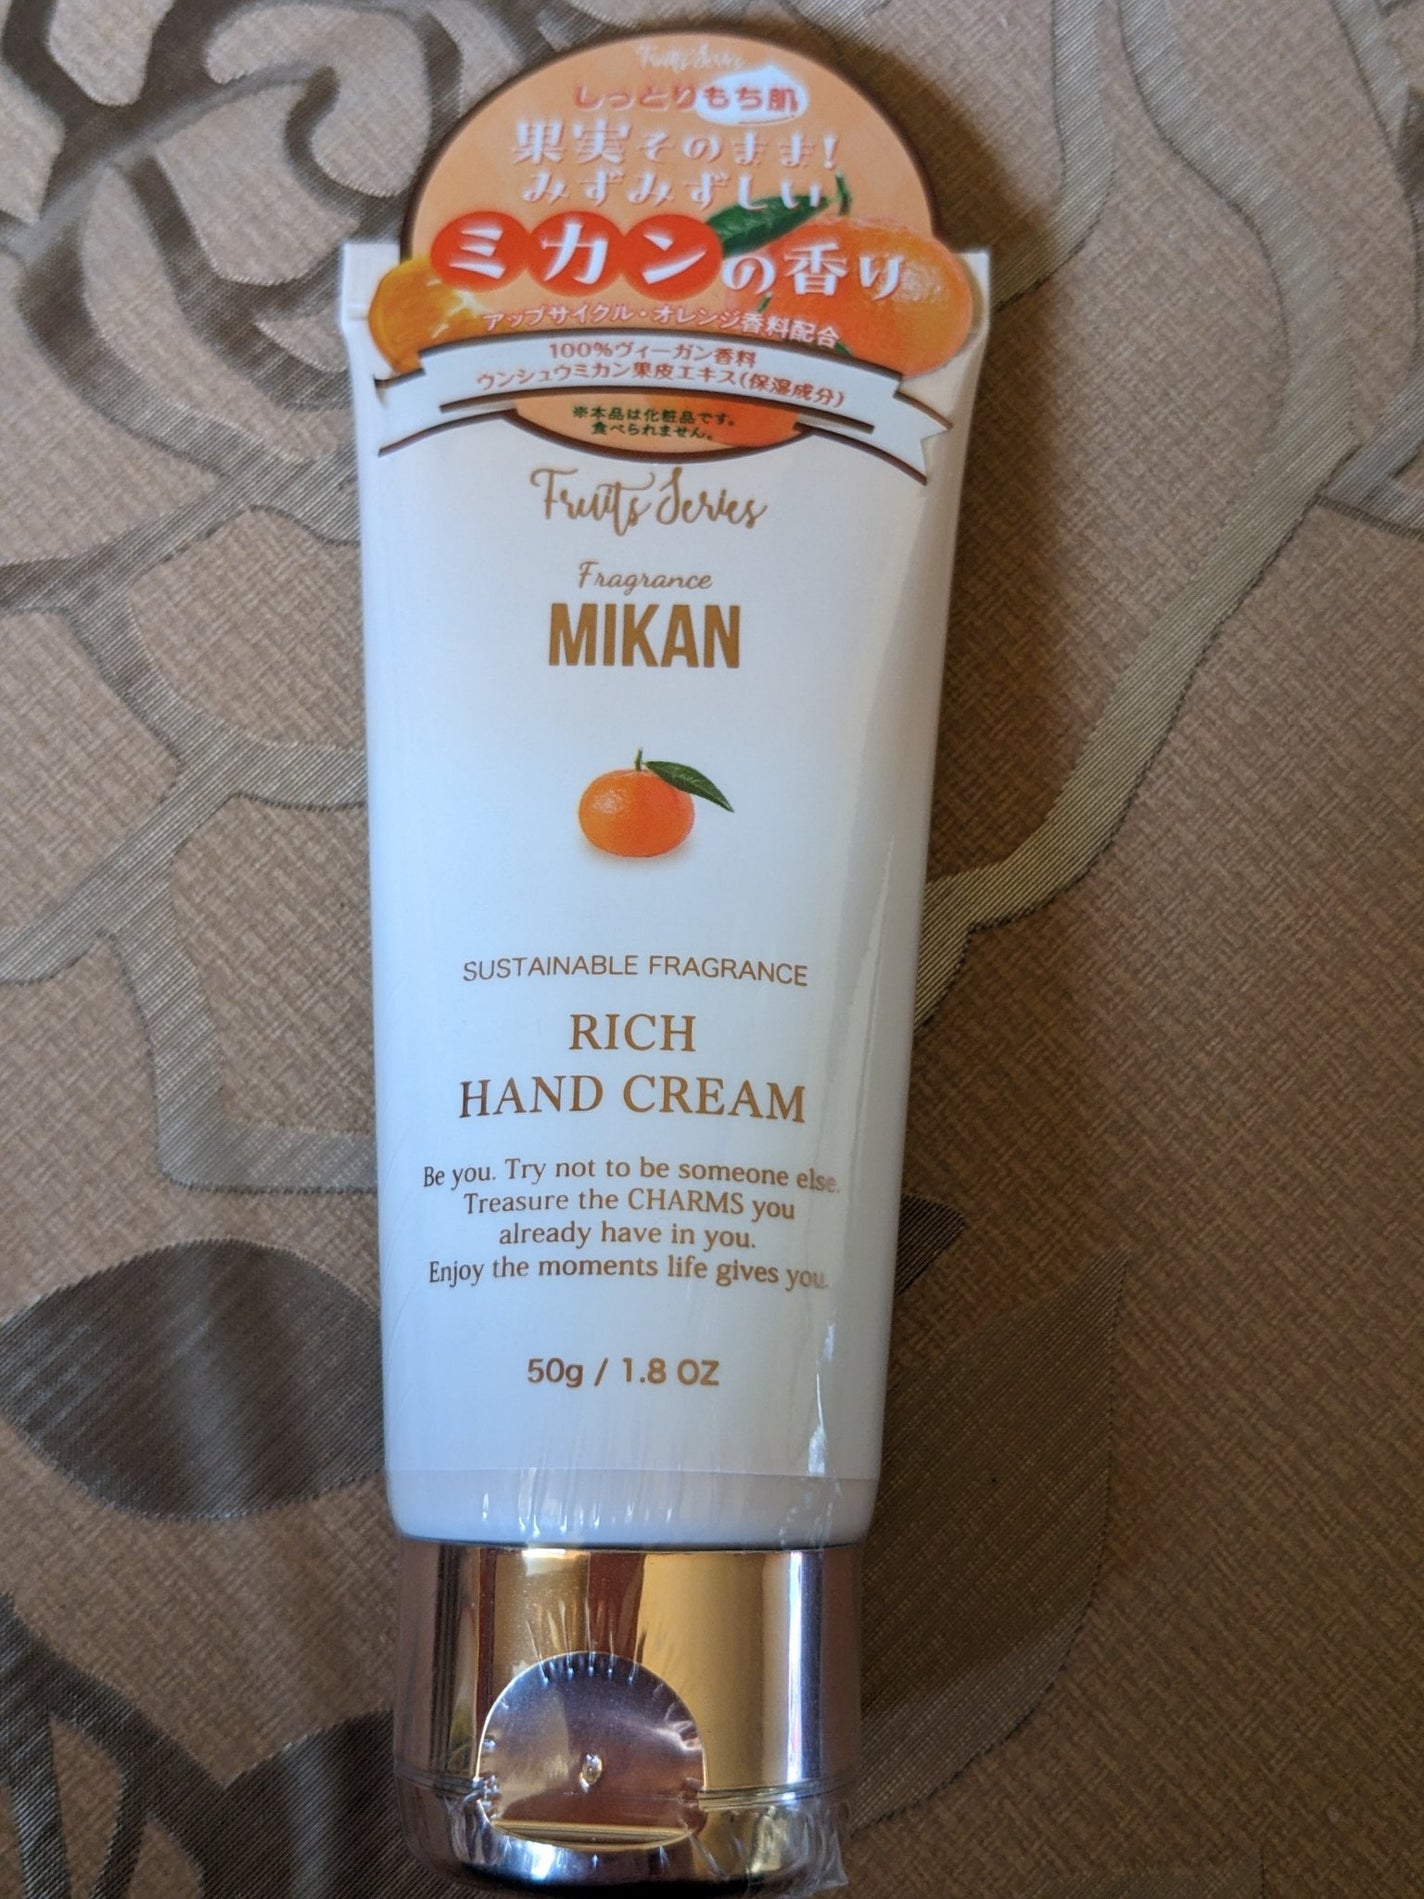 Fruits Series
しっとりもち肌
果実そのまま!
みずみずしい
ミカンの香り
アップサイクル・オレンジ香料配合
100%ヴィーガン香料
ウンシュウミカン果皮エキス(保湿成分)
※本品は化粧品です。
食べられません。
Fruits Series
Fragrance
MIKAN
SUSTAINABLE FRAGRANCE
RICH
HAND CREAM
Be you. Try not to be someone else.
Treasure the CHARMS you
already have in you.
Enjoy the moments life gives you.
50g / 1.8 OZ